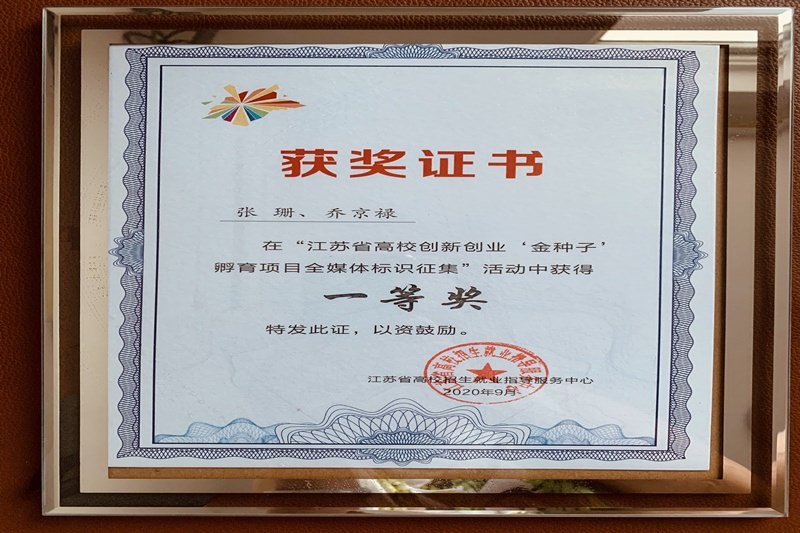 获奖证书
张 珊、乔京禄
在“江苏省高校创新创业‘金种子’
孵育项目全媒体标识征集”活动中获得
一等奖
特发此证，以资鼓励。
江苏省高校招生就业指导服务中心
2020年9月